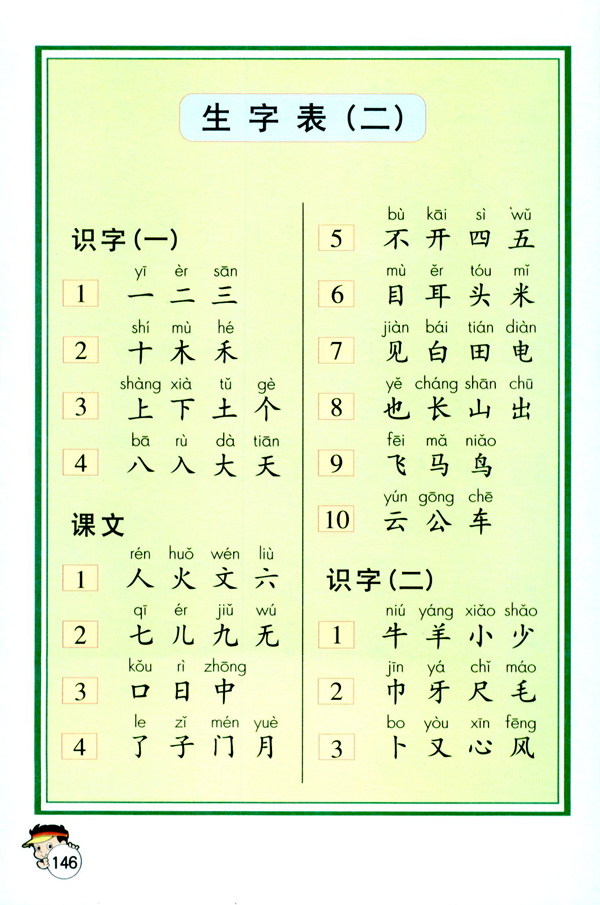 生字表（二）
识字（一）
yī èr sān
1 一 二 三
shí mù hé
2 十 木 禾
shàng xià tǔ gè
3 上 下 土 个
bā rù dà tiān
4 八 入 大 天
课文
rén huǒ wén liù
1 人 火 文 六
qī ér jiǔ wú
2 七 儿 九 无
kǒu rì zhōng
3 口 日 中
le zǐ mén yuè
4 了 子 门 月
bù kāi sì wǔ
5 不 开 四 五
mù ěr tóu mǐ
6 目 耳 头 米
jiàn bái tián diàn
7 见 白 田 电
yě cháng shān chū
8 也 长 山 出
fēi mǎ niǎo
9 飞 马 鸟
yún gōng chē
10 云 公 车
识字（二）
niú yáng xiǎo shǎo
1 牛 羊 小 少
jīn yá chǐ máo
2 巾 牙 尺 毛
bo yòu xīn fēng
3 卜 又 心 风
146